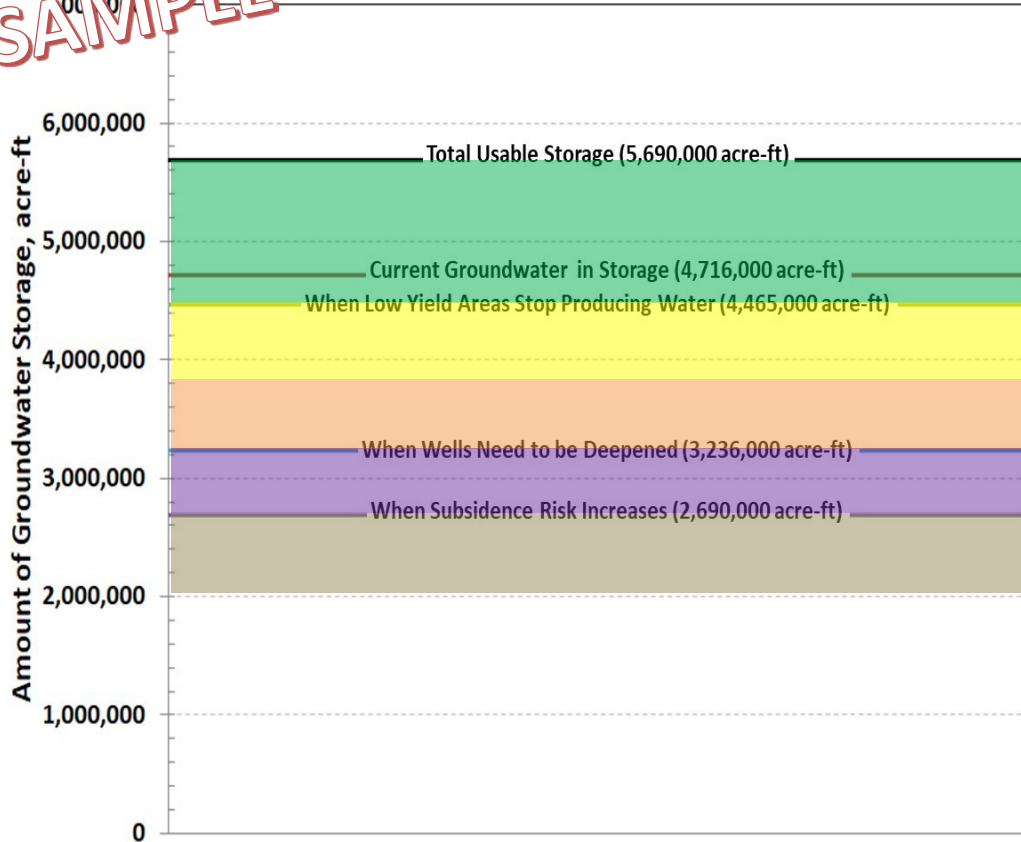 SAMPLE
6,000,000
Total Usable Storage (5,690,000 acre-ft)
5,000,000
Current Groundwater in Storage (4,716,000 acre-ft)
When Low Yield Areas Stop Producing Water (4,465,000 acre-ft)
4,000,000
When Wells Need to be Deepened (3,236,000 acre-ft)
3,000,000
When Subsidence Risk Increases (2,690,000 acre-ft)
2,000,000
1,000,000
0
Amount of Groundwater Storage, acre-ft